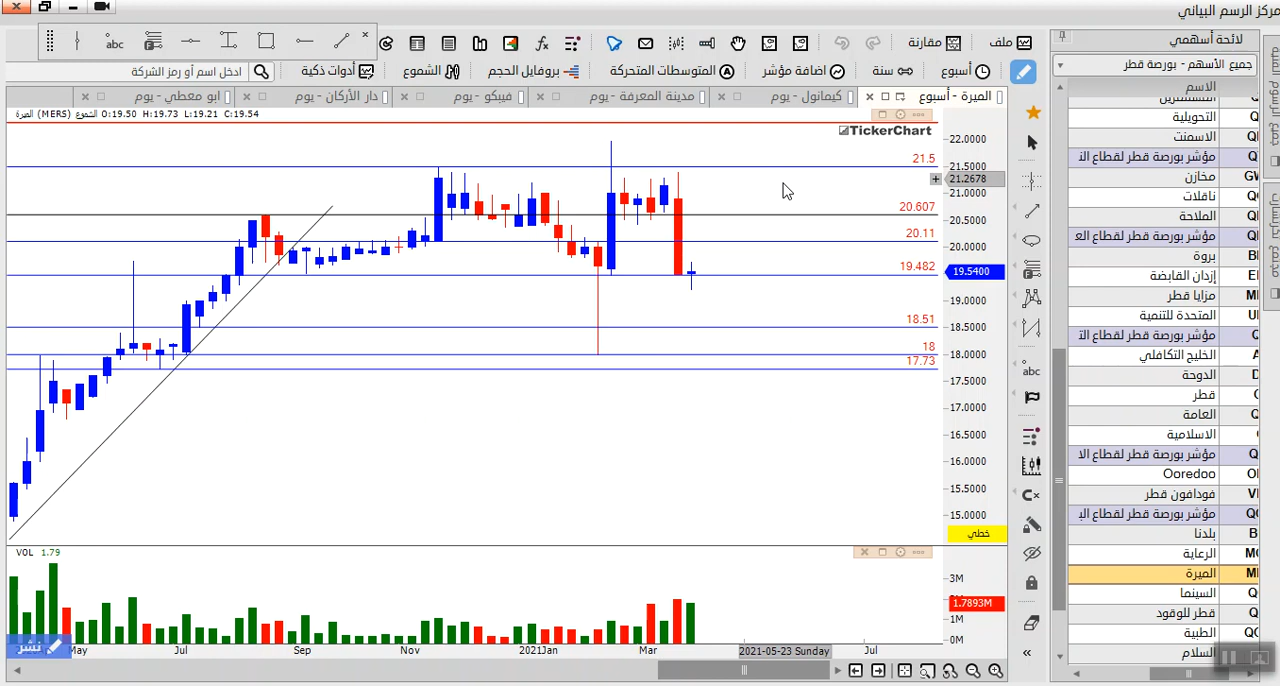 مركز الرسم البياني
لائحة أسهمي
جميع الأسهم - بورصة قطر
الاسم
التحويلية
الاسمنت
مؤشر بورصة قطر لقطاع الت
مخازن
ناقلات
الملاحة
مؤشر بورصة قطر لقطاع الع
بروة
إزدان القابضة
مزايا قطر
المتحدة للتنمية
مؤشر بورصة قطر لقطاع الت
الخليج التكافلي
الدوحة
قطر
العامة
الاسلامية
مؤشر بورصة قطر لقطاع الا
Ooredoo
فودافون قطر
مؤشر بورصة قطر لقطاع الب
بلدنا
الرعاية
الميرة
السينما
قطر للوقود
الطبية
السلام
ملف
مقارنة
abc
أسبوع
سنة
اضافة مؤشر
المتوسطات المتحركة
بروفايل الحجم
الشموع
أدوات ذكية
ادخل اسم أو رمز الشركة
الميرة - أسبوع
كيمانول - يوم
مدينة المعرفة - يوم
فيبكو - يوم
دار الأركان - يوم
ابو معطي - يوم
الميرة (MERS) الشموع O:19.50 H:19.73 L:19.21 C:19.54
TickerChart
21.5
20.607
20.11
19.482
18.51
18
17.73
22.0000
21.5000
21.2678
21.0000
20.5000
20.0000
19.5400
19.0000
18.5000
18.0000
17.5000
17.0000
16.5000
16.0000
15.5000
15.0000
خطي
abc
VOL 1.79
3M
1.7893M
1M
0M
نشر
May
Jul
Sep
Nov
2021Jan
Mar
2021-05-23 Sunday
Jul